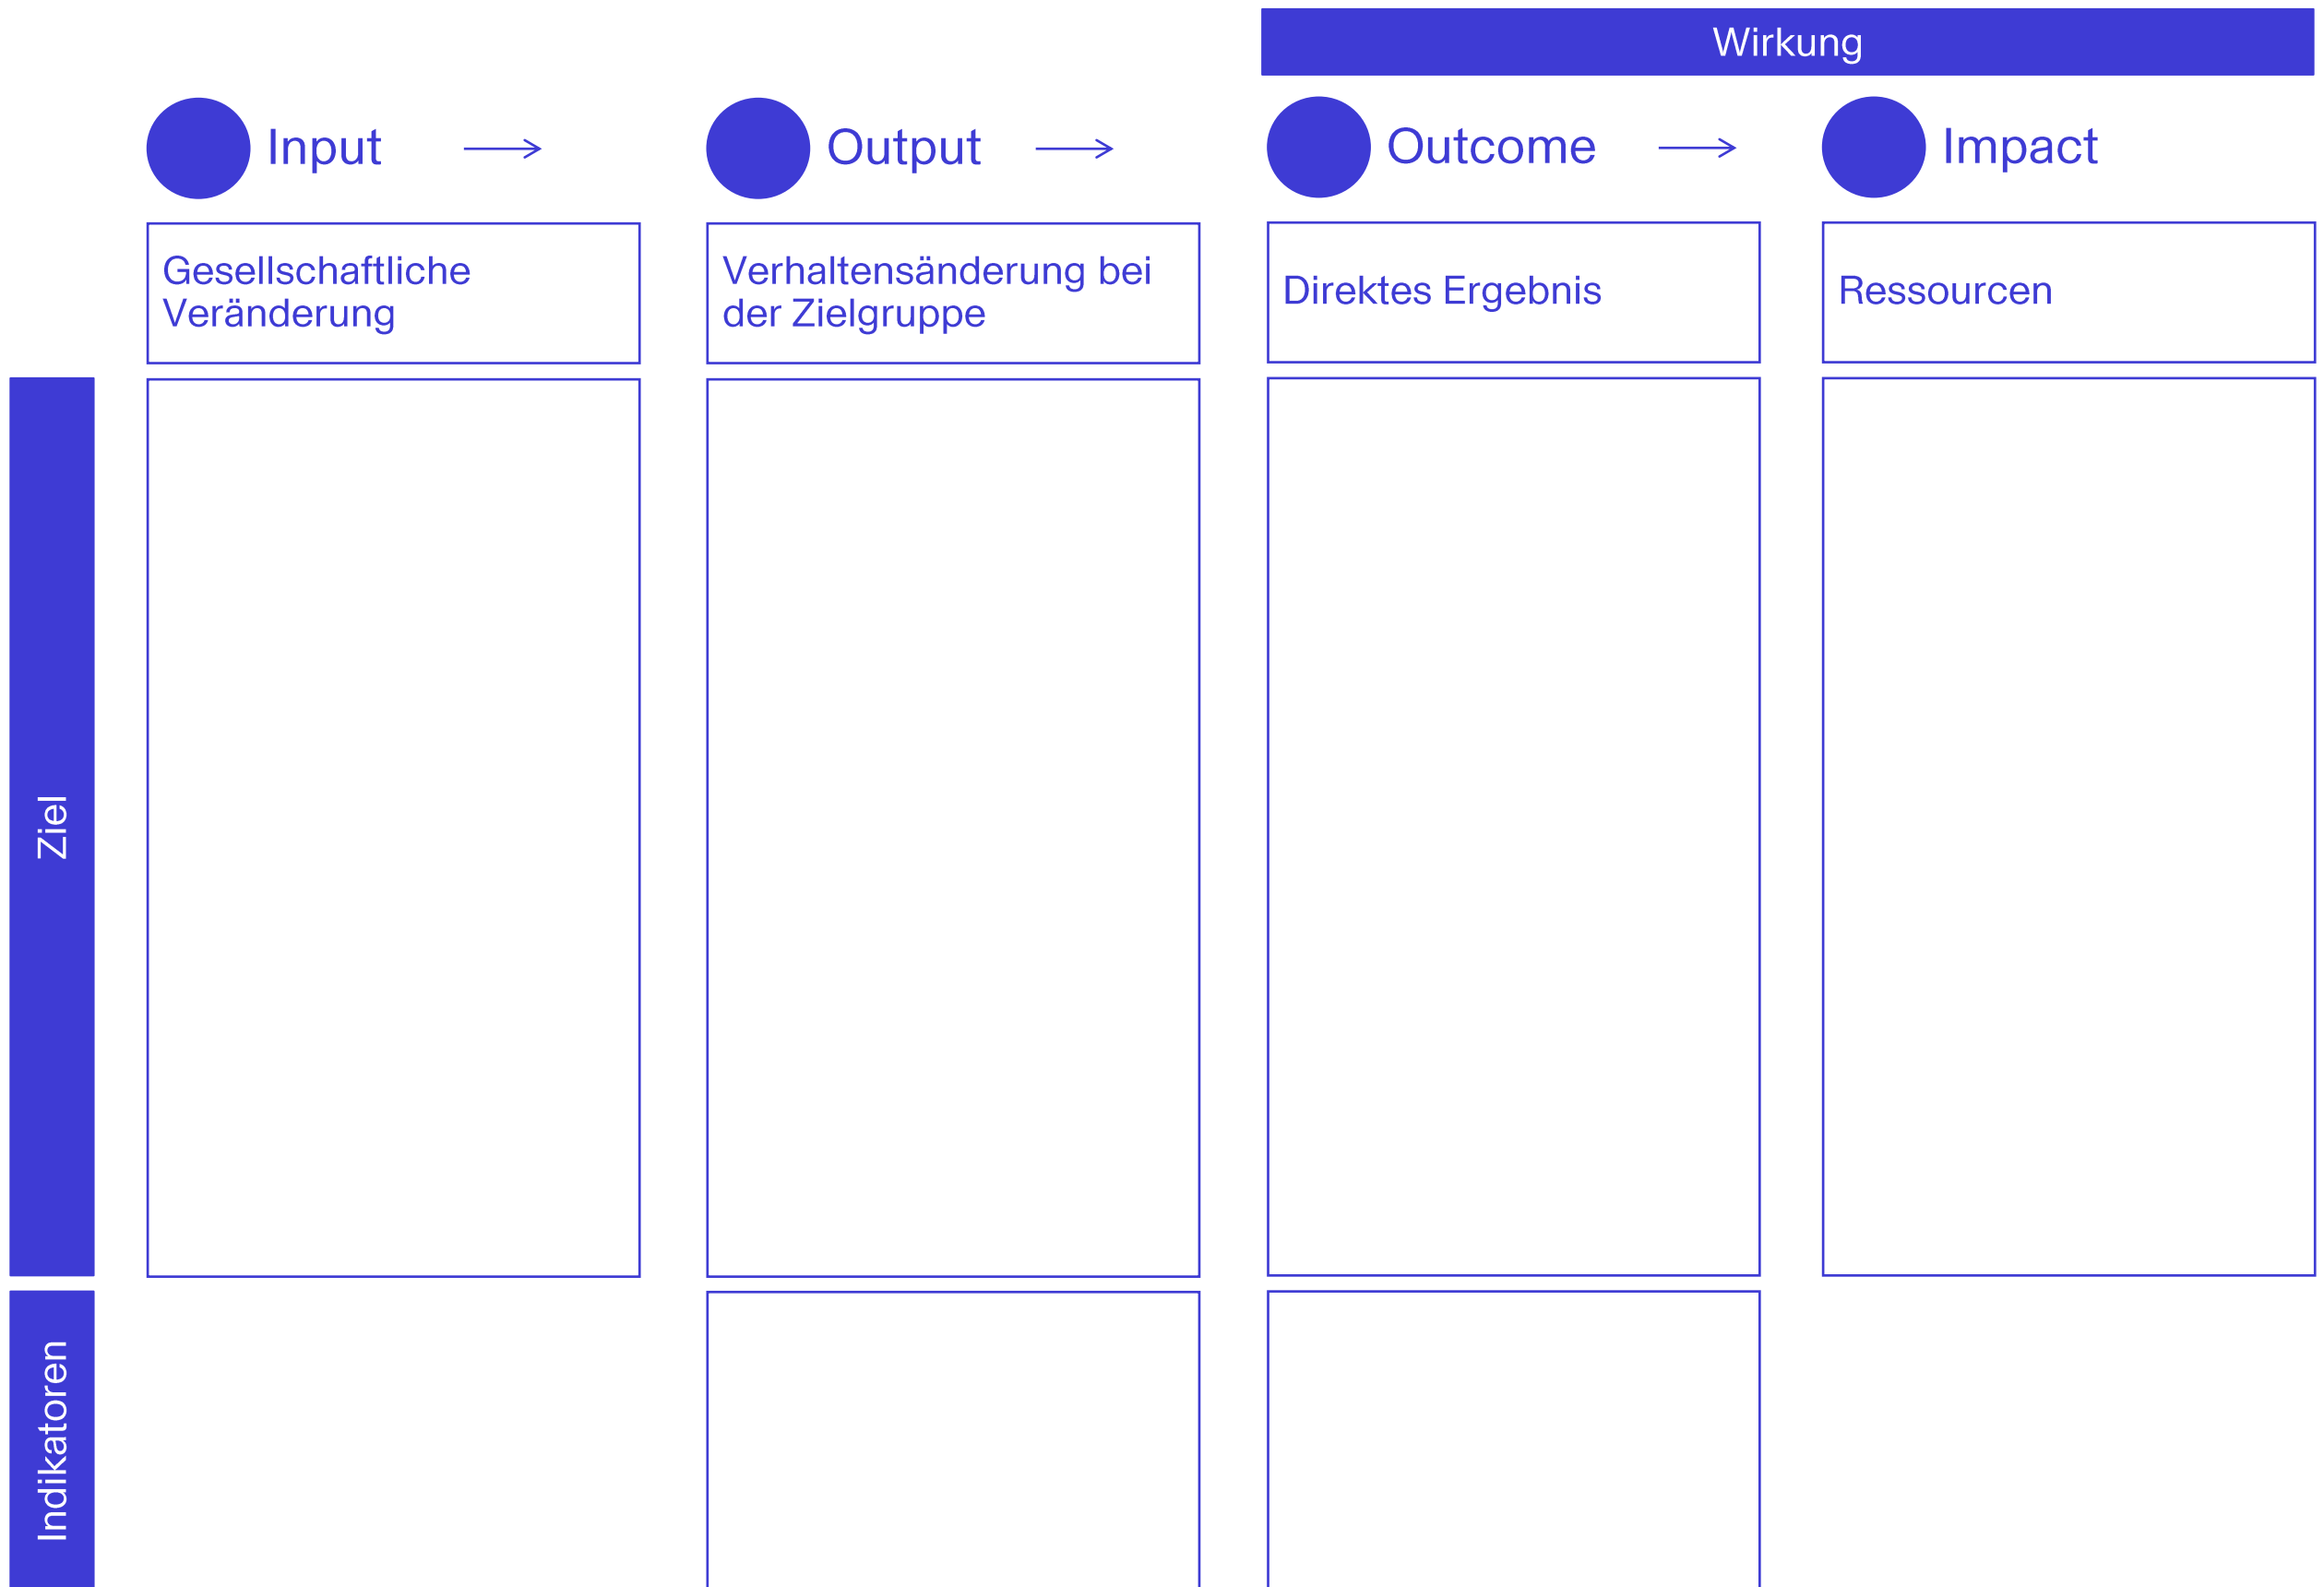 Wirkung
Input
Output
Outcome
Impact
Gesellschaftliche
Veränderung
Verhaltensänderung bei
der Zielgruppe
Direktes Ergebnis
Ressourcen
Ziel
Indikatoren